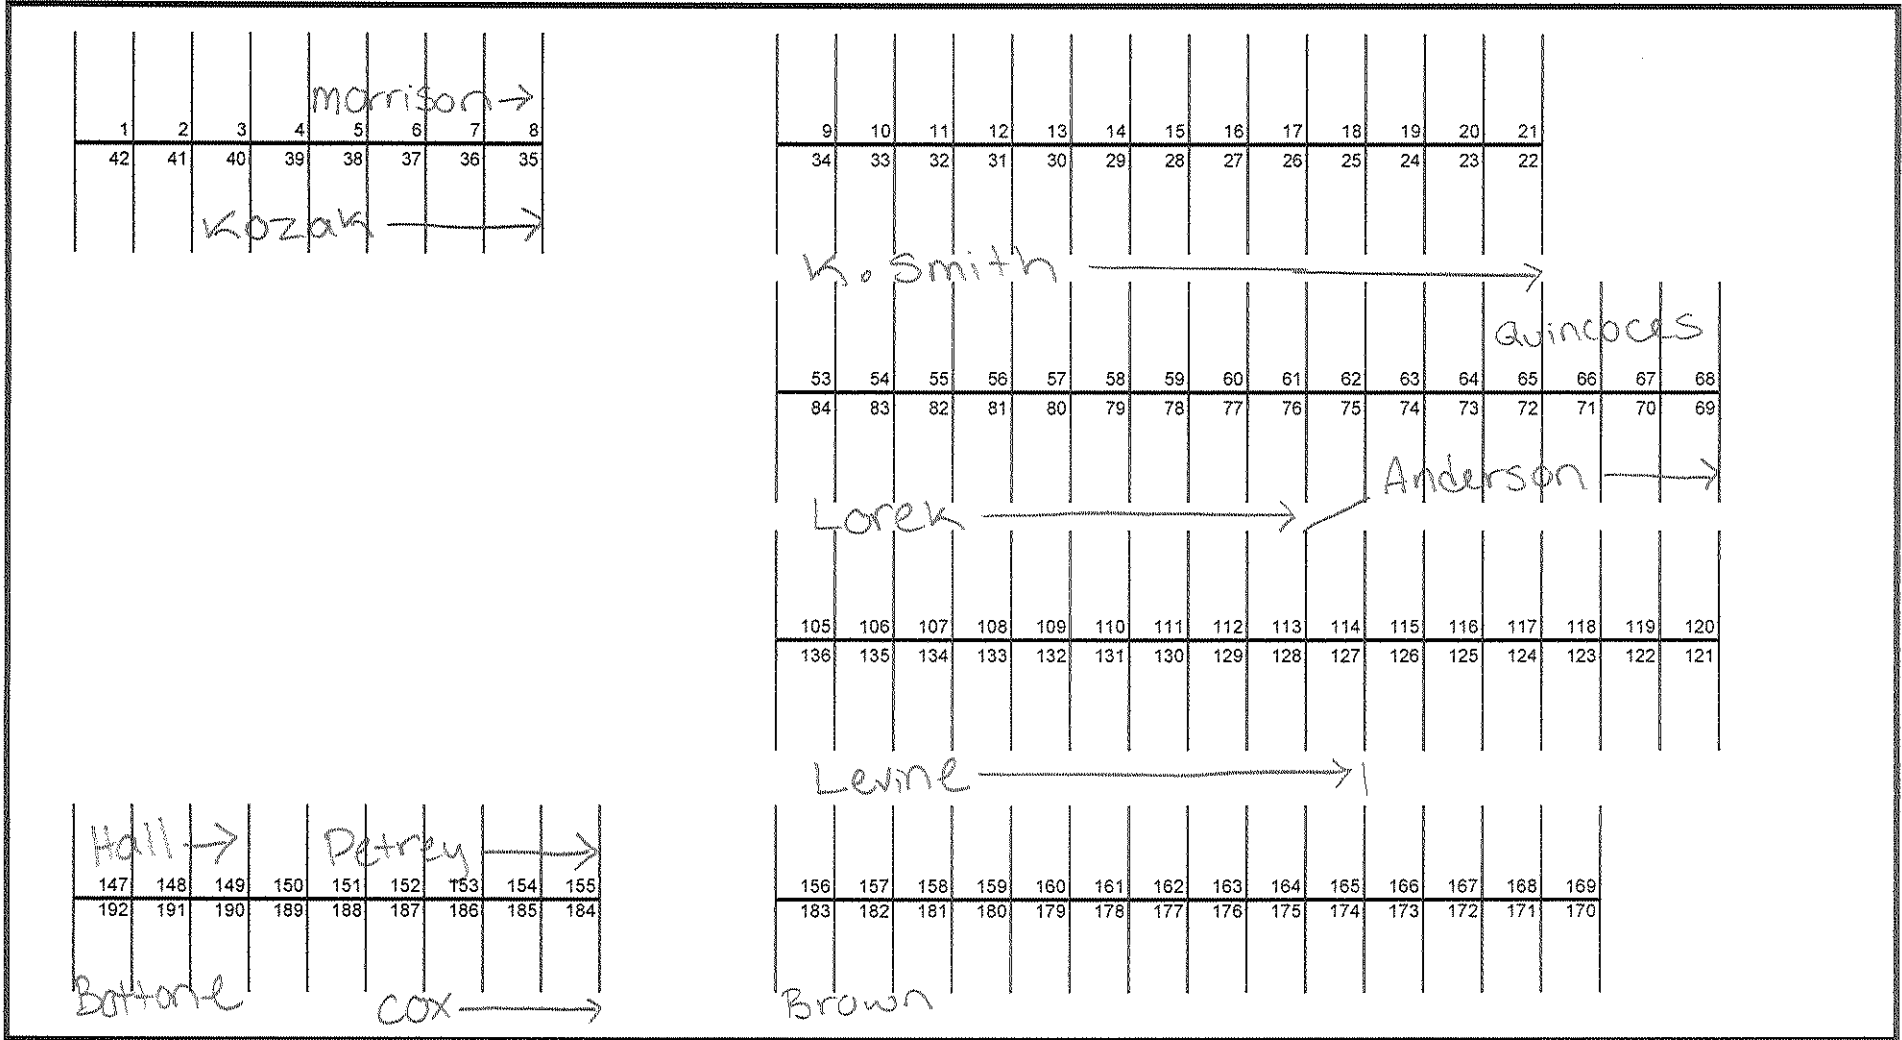 Morrison →
1 2 3 4 5 6 7 8
42 41 40 39 38 37 36 35
Kozak →
9 10 11 12 13 14 15 16 17 18 19 20 21
34 33 32 31 30 29 28 27 26 25 24 23 22
K. Smith →
Quincoces
53 54 55 56 57 58 59 60 61 62 63 64 65 66 67 68
84 83 82 81 80 79 78 77 76 75 74 73 72 71 70 69
Anderson →
Lorek →
105 106 107 108 109 110 111 112 113 114 115 116 117 118 119 120
136 135 134 133 132 131 130 129 128 127 126 125 124 123 122 121
Levine →
Hall → Petrey →
147 148 149 150 151 152 153 154 155
192 191 190 189 188 187 186 185 184
Bottone Cox →
156 157 158 159 160 161 162 163 164 165 166 167 168 169
183 182 181 180 179 178 177 176 175 174 173 172 171 170
Brown